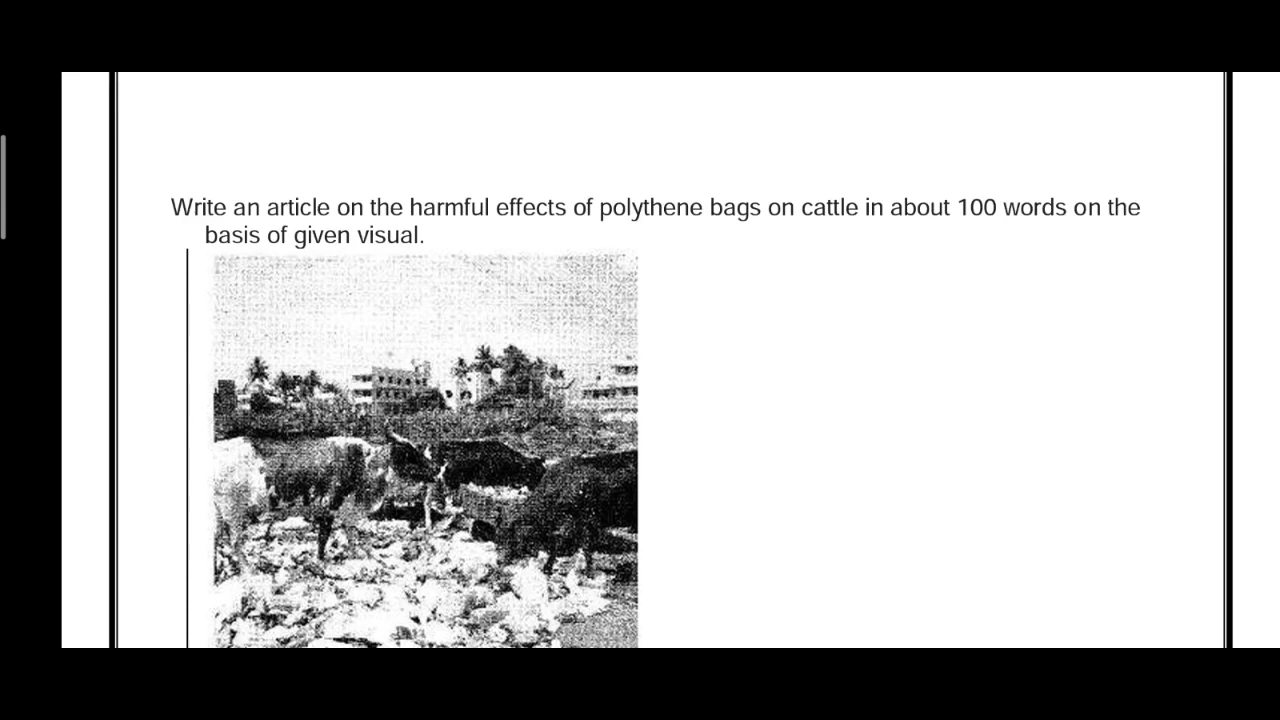 Write an article on the harmful effects of polythene bags on cattle in about 100 words on the
basis of given visual.